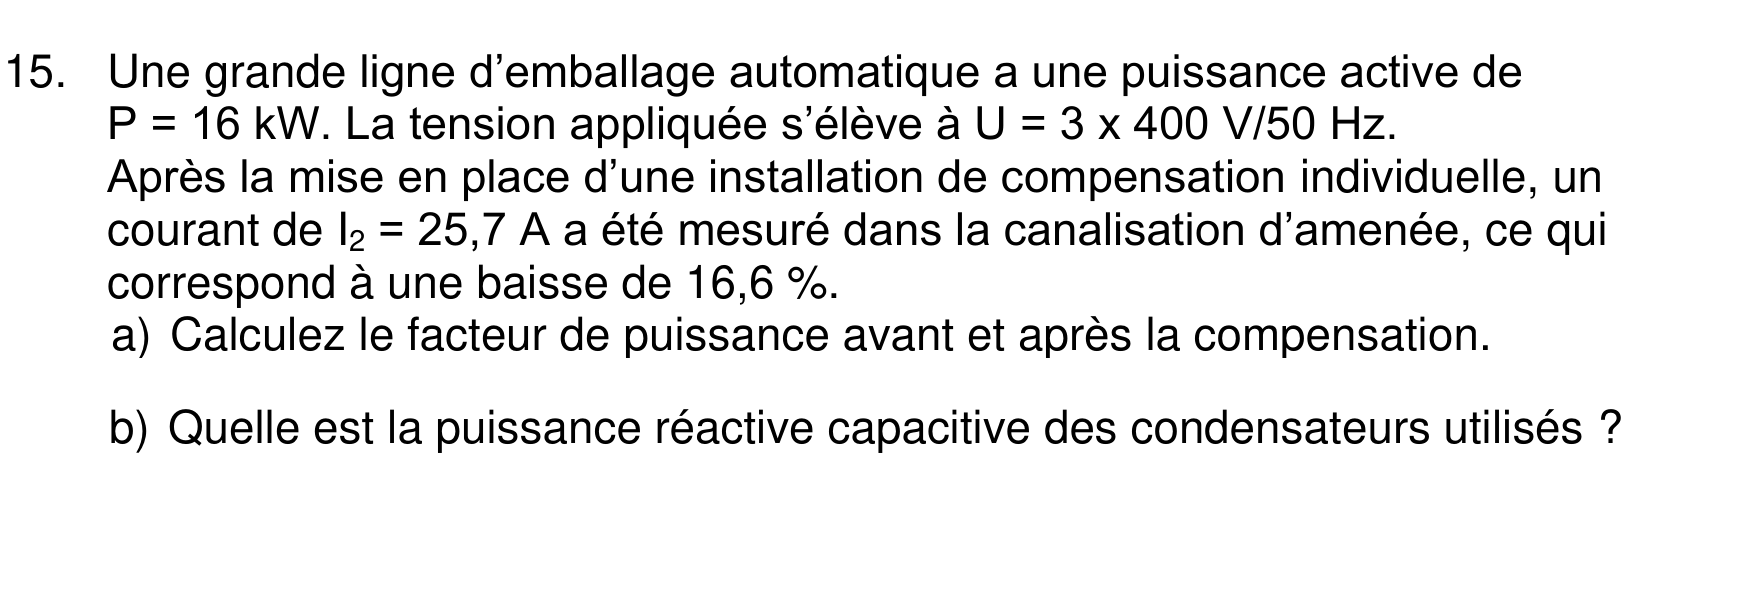 15. Une grande ligne d’emballage automatique a une puissance active de
P = 16 kW. La tension appliquée s’élève à U = 3 x 400 V/50 Hz.
Après la mise en place d’une installation de compensation individuelle, un
courant de I₂ = 25,7 A a été mesuré dans la canalisation d’amenée, ce qui
correspond à une baisse de 16,6 %.
a) Calculez le facteur de puissance avant et après la compensation.
b) Quelle est la puissance réactive capacitive des condensateurs utilisés ?